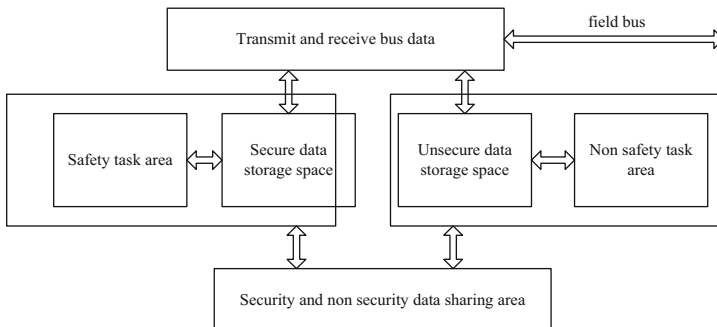 Transmit and receive bus data
field bus
Safety task area
Secure data
storage space
Unsecure data
storage space
Non safety task
area
Security and non security data sharing area